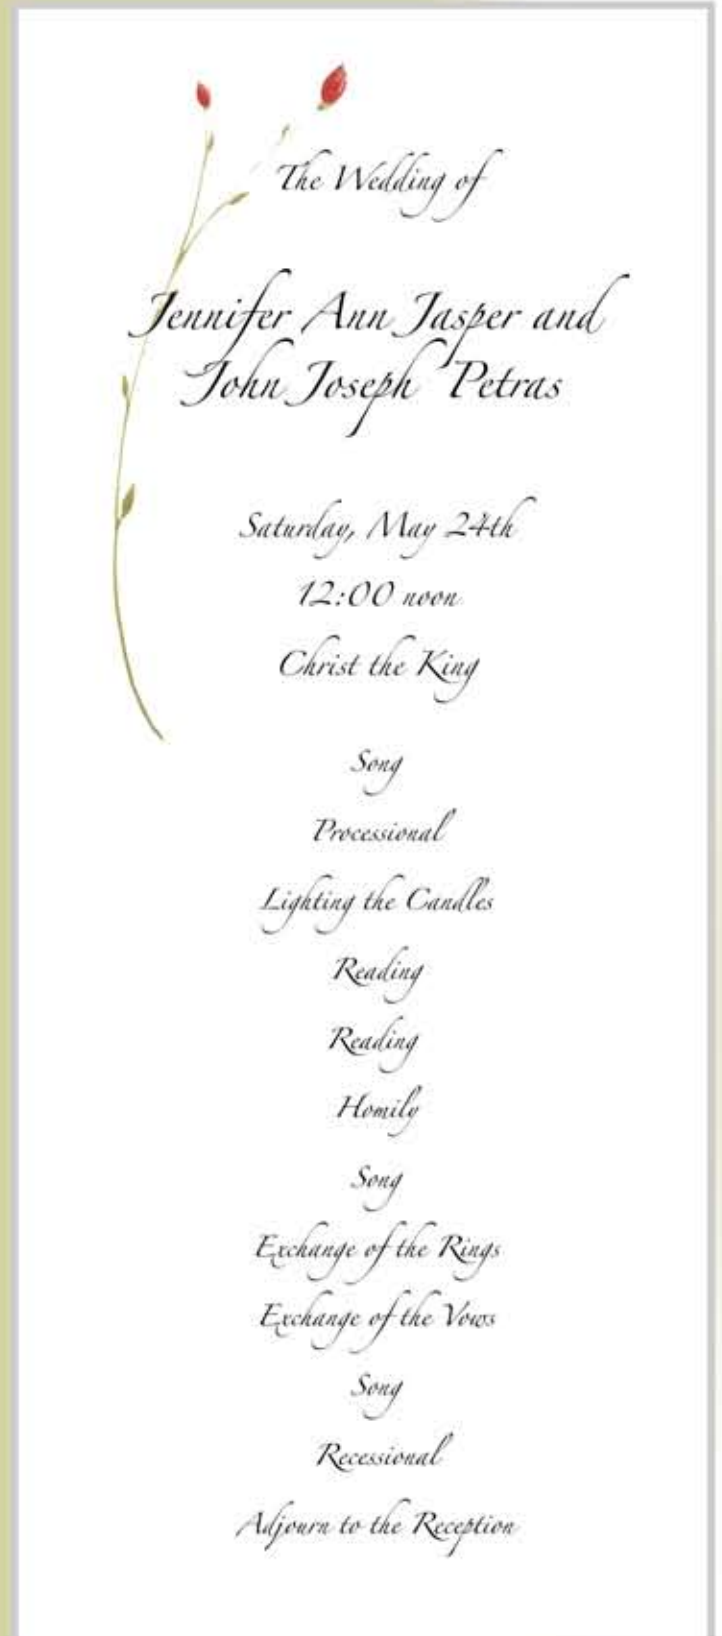 The Wedding of
Jennifer Ann Jasper and
John Joseph Petras
Saturday, May 24th
12:00 noon
Christ the King
Song
Processional
Lighting the Candles
Reading
Reading
Homily
Song
Exchange of the Rings
Exchange of the Vows
Song
Recessional
Adjourn to the Reception